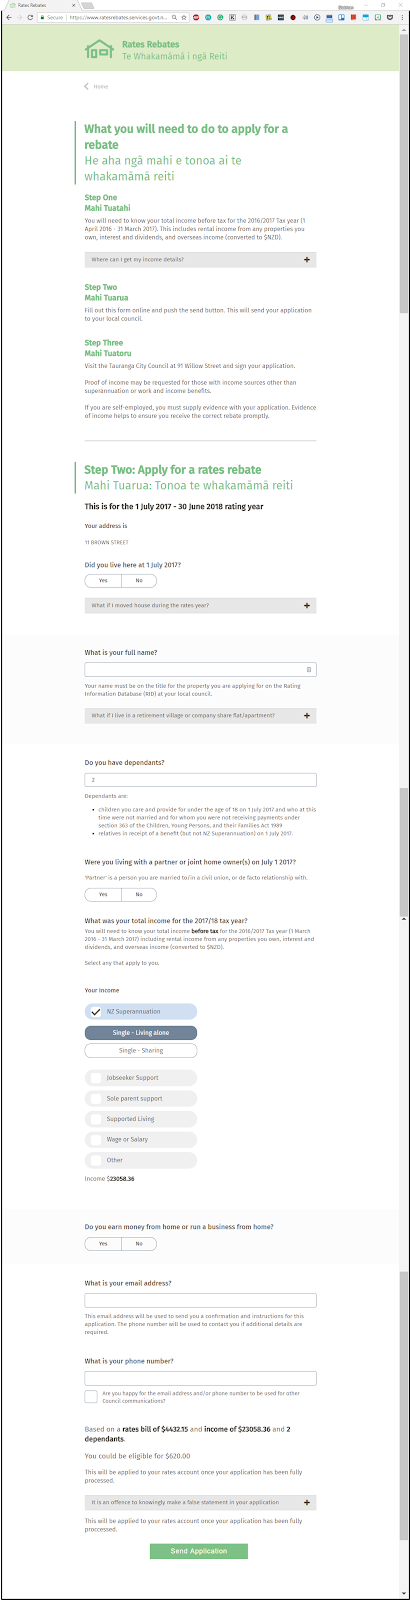 Rates Rebates
Secure
https://www.ratesrebates.services.govt.n...
Rates Rebates
Te Whakamāmā i ngā Reiti
Home
What you will need to do to apply for a
rebate
He aha ngā mahi e tonoa ai te
whakamāmā reiti
Step One
Mahi Tuatahi
You will need to know your total income before tax for the 2016/2017 Tax year (1
April 2016 - 31 March 2017). This includes rental income from any properties you
own, interest and dividends, and overseas income (converted to $NZD).
Where can I get my income details?
Step Two
Mahi Tuarua
Fill out this form online and push the send button. This will send your application
to your local council.
Step Three
Mahi Tuatoru
Visit the Tauranga City Council at 91 Willow Street and sign your application.
Proof of income may be requested for those with income sources other than
superannuation or work and income benefits.
If you are self-employed, you must supply evidence with your application. Evidence
of income helps to ensure you receive the correct rebate promptly.
Step Two: Apply for a rates rebate
Mahi Tuarua: Tonoa te whakamāmā reiti
This is for the 1 July 2017 - 30 June 2018 rating year
Your address is
11 BROWN STREET
Did you live here at 1 July 2017?
Yes No
What if I moved house during the rates year?
What is your full name?
Your name must be on the title for the property you are applying for on the Rating
Information Database (RID) at your local council.
What if I live in a retirement village or company share flat/apartment?
Do you have dependants?
2
Dependants are:
• children you care and provide for under the age of 18 on 1 July 2017 and who at this
time were not married and for whom you were not receiving payments under
section 363 of the Children, Young Persons, and their Families Act 1989
• relatives in receipt of a benefit (but not NZ Superannuation) on 1 July 2017.
Were you living with a partner or joint home owner(s) on July 1 2017?
'Partner' is a person you are married to/in a civil union, or de facto relationship with.
Yes No
What was your total income for the 2017/18 tax year?
You will need to know your total income before tax for the 2016/2017 Tax year (1 March
2016 - 31 March 2017) including rental income from any properties you own, interest and
dividends, and overseas income (converted to $NZD).
Select any that apply to you.
Your income
NZ Superannuation
Single - Living alone
Single - Sharing
Jobseeker Support
Sole parent support
Supported Living
Wage or Salary
Other
Income $23058.36
Do you earn money from home or run a business from home?
Yes No
What is your email address?
This email address will be used to send you a confirmation and instructions for this
application. The phone number will be used to contact you if additional details are
required.
What is your phone number?
Are you happy for the email address and/or phone number to be used for other
Council communications?
Based on a rates bill of $4432.15 and income of $23058.36 and 2
dependants.
You could be eligible for $620.00
This will be applied to your rates account once your application has been fully
processed.
It is an offence to knowingly make a false statement in your application
This will be applied to your rates account once your application has been fully
proccessed.
Send Application